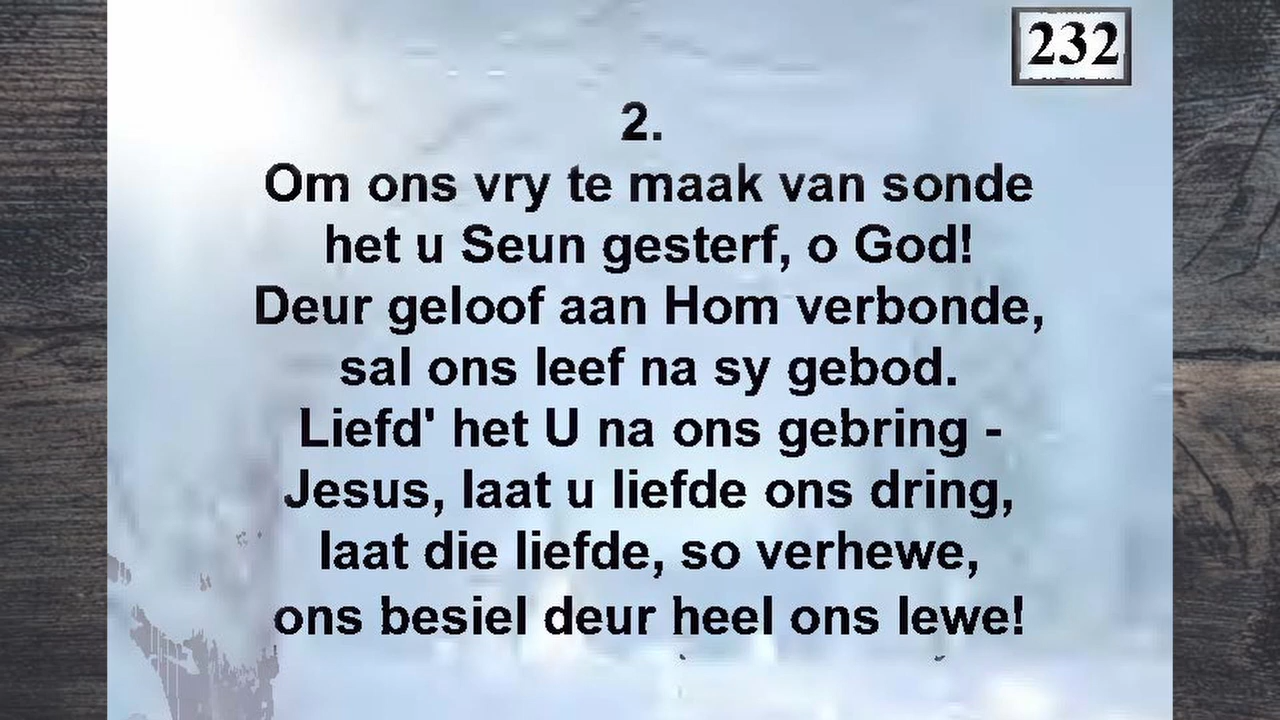 232
2.
Om ons vry te maak van sonde
het u Seun gesterf, o God!
Deur geloof aan Hom verbonde,
sal ons leef na sy gebod.
Liefd' het U na ons gebring -
Jesus, laat u liefde ons dring,
laat die liefde, so verhewe,
ons besiel deur heel ons lewe!